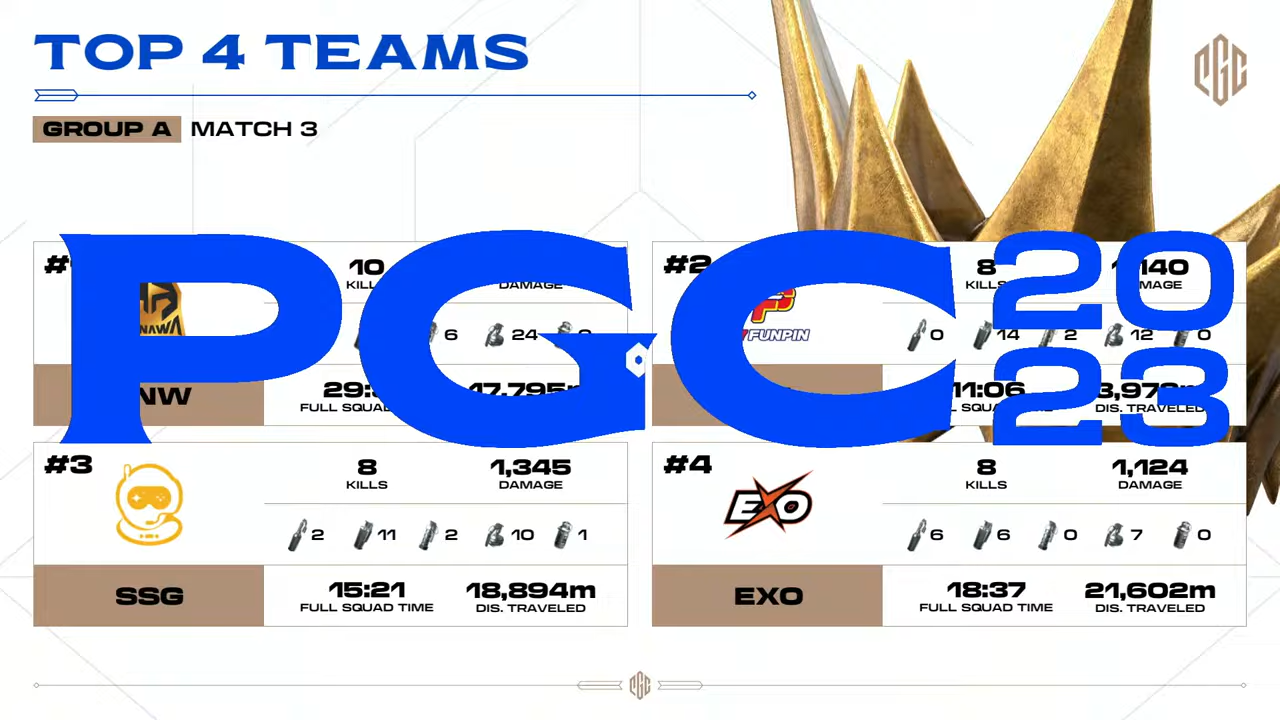 TOP 4 TEAMS
GROUP A MATCH 3
PGC 2023
10
DAMAGE
6 24
FULL
#2
8
KILLS
FUNPIN
0 14 2 12 0
11:06
DIS. TRAVELED
#3
8 KILLS
1,345 DAMAGE
2 11 2 10 1
SSG
15:21 FULL SQUAD TIME
18,894m DIS. TRAVELED
#4
EXO
8 KILLS
1,124 DAMAGE
6 6 0 7 0
EXO
18:37 FULL SQUAD TIME
21,602m DIS. TRAVELED
PGC